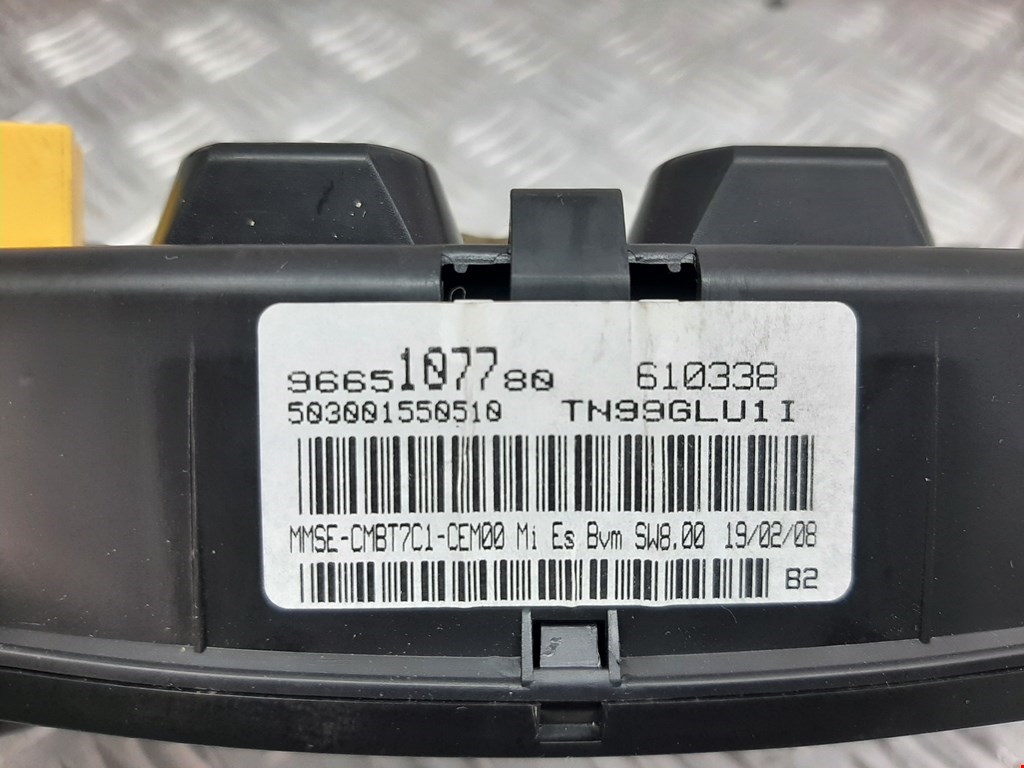 9665107780 610338
503001550510 TN99GLU1I
MMSE-CMBT7C1-CEM00 Mi Es Bvm SW8.00 19/02/08
B2